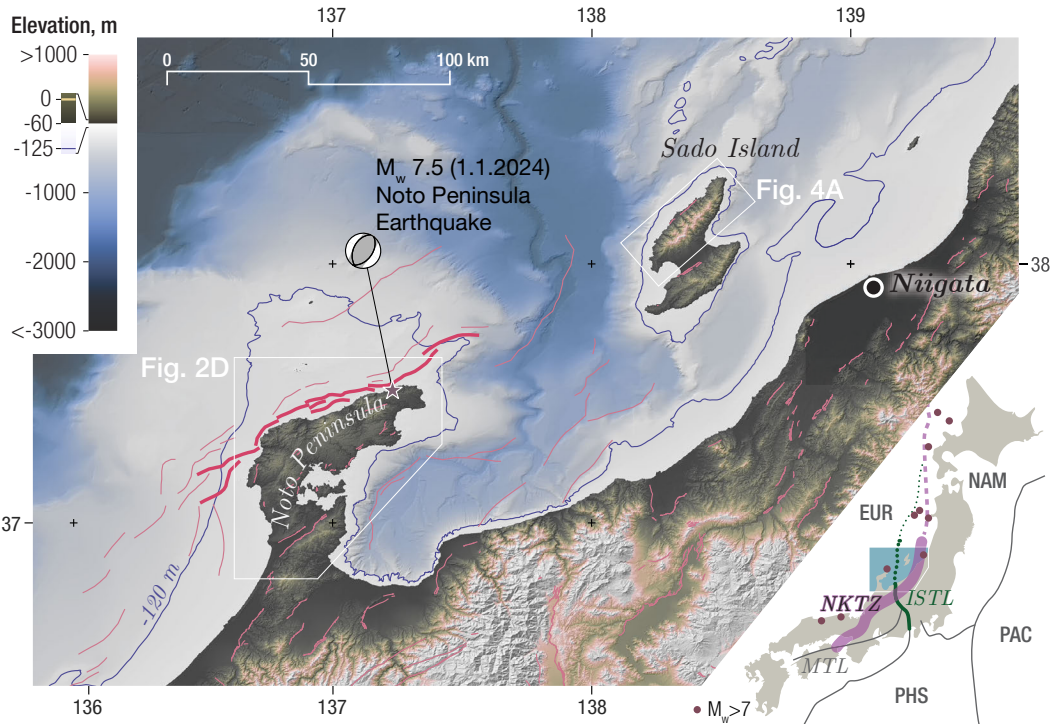 137
138
139
Elevation, m
>1000
0
-60
-125
-1000
-2000
<-3000
0
50
100 km
Mw 7.5 (1.1.2024)
Noto Peninsula
Earthquake
Sado Island
Fig. 4A
38
Niigata
Fig. 2D
Noto Peninsula
37
-120 m
136
137
138
NAM
EUR
NKTZ
ISTL
MTL
PAC
PHS
Mw>7